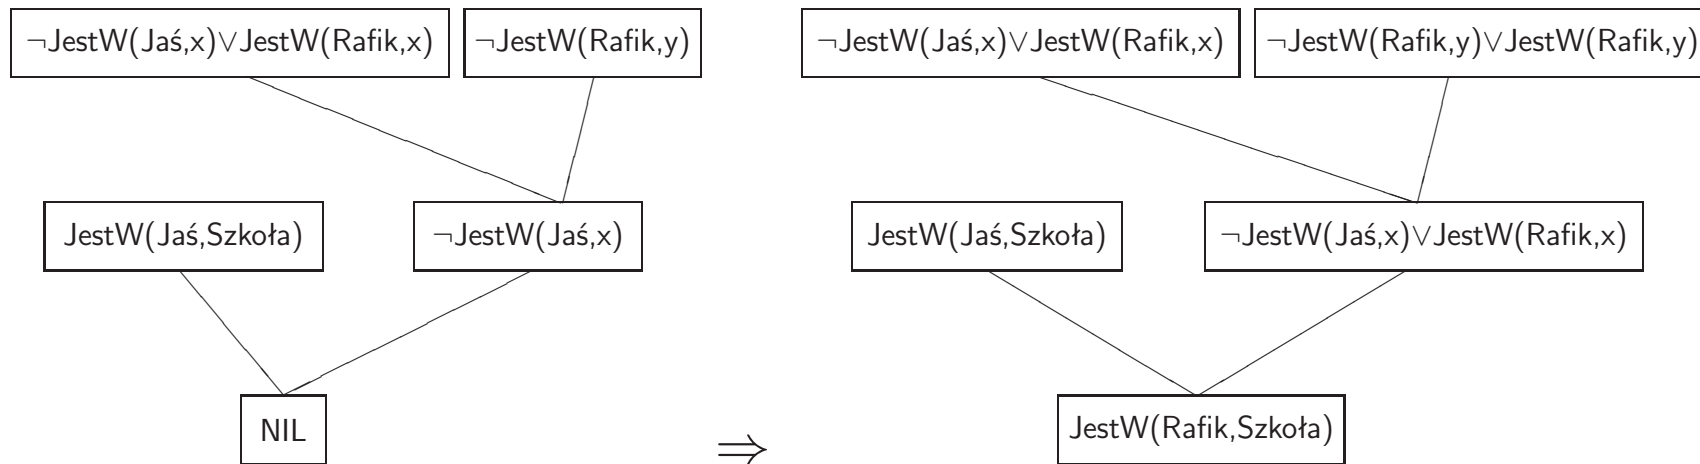 ¬JestW(Jaś,x)∨JestW(Rafik,x) ¬JestW(Rafik,y) ¬JestW(Jaś,x)∨JestW(Rafik,x) ¬JestW(Rafik,y)∨JestW(Rafik,y)
JestW(Jaś,Szkoła) ¬JestW(Jaś,x) JestW(Jaś,Szkoła) ¬JestW(Jaś,x)∨JestW(Rafik,x)
NIL ⇒ JestW(Rafik,Szkoła)